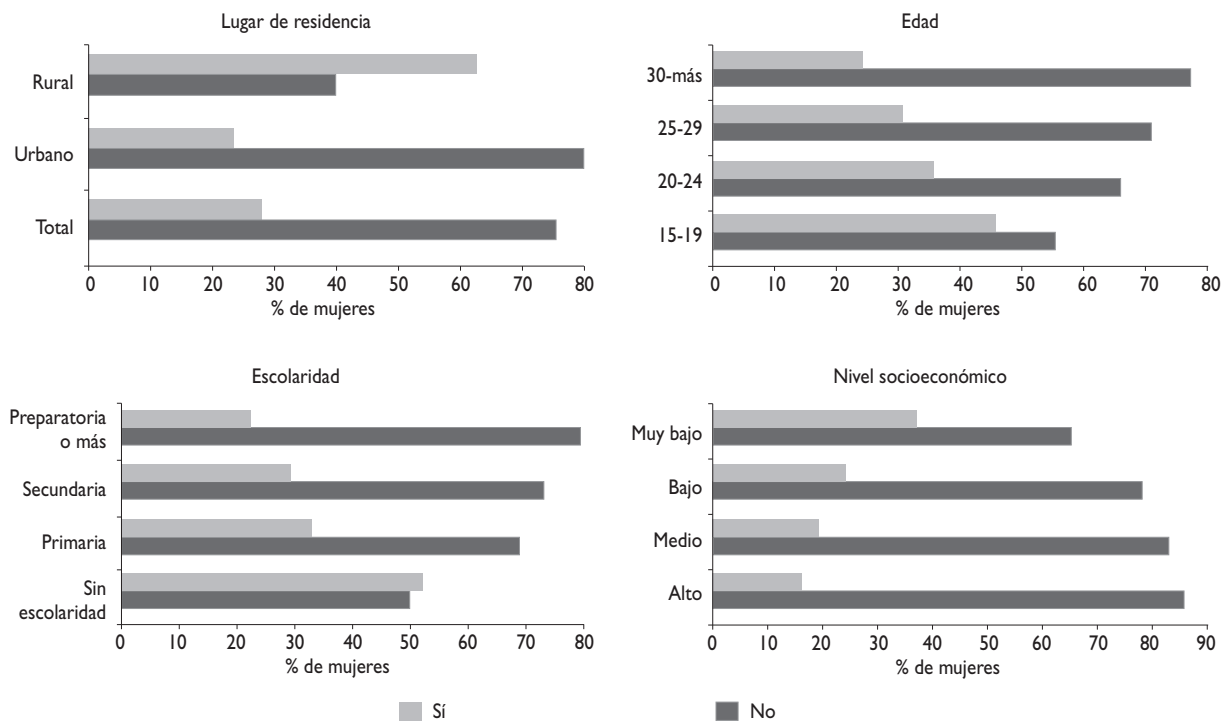 Lugar de residencia
Rural
Urbano
Total
0 10 20 30 40 50 60 70 80
% de mujeres
Edad
30-más
25-29
20-24
15-19
0 10 20 30 40 50 60 70 80
% de mujeres
Escolaridad
Preparatoria
o más
Secundaria
Primaria
Sin
escolaridad
0 10 20 30 40 50 60 70 80
% de mujeres
Nivel socioeconómico
Muy bajo
Bajo
Medio
Alto
0 10 20 30 40 50 60 70 80 90
% de mujeres
Sí
No